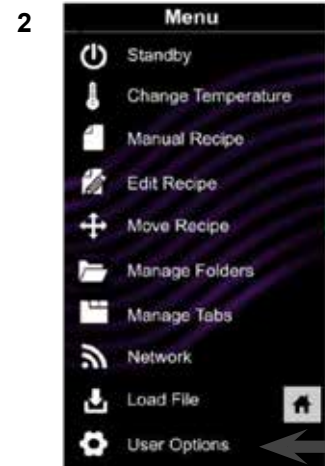 2
Menu
Standby
Change Temperature
Manual Recipe
Edit Recipe
Move Recipe
Manage Folders
Manage Tabs
Network
Load File
User Options